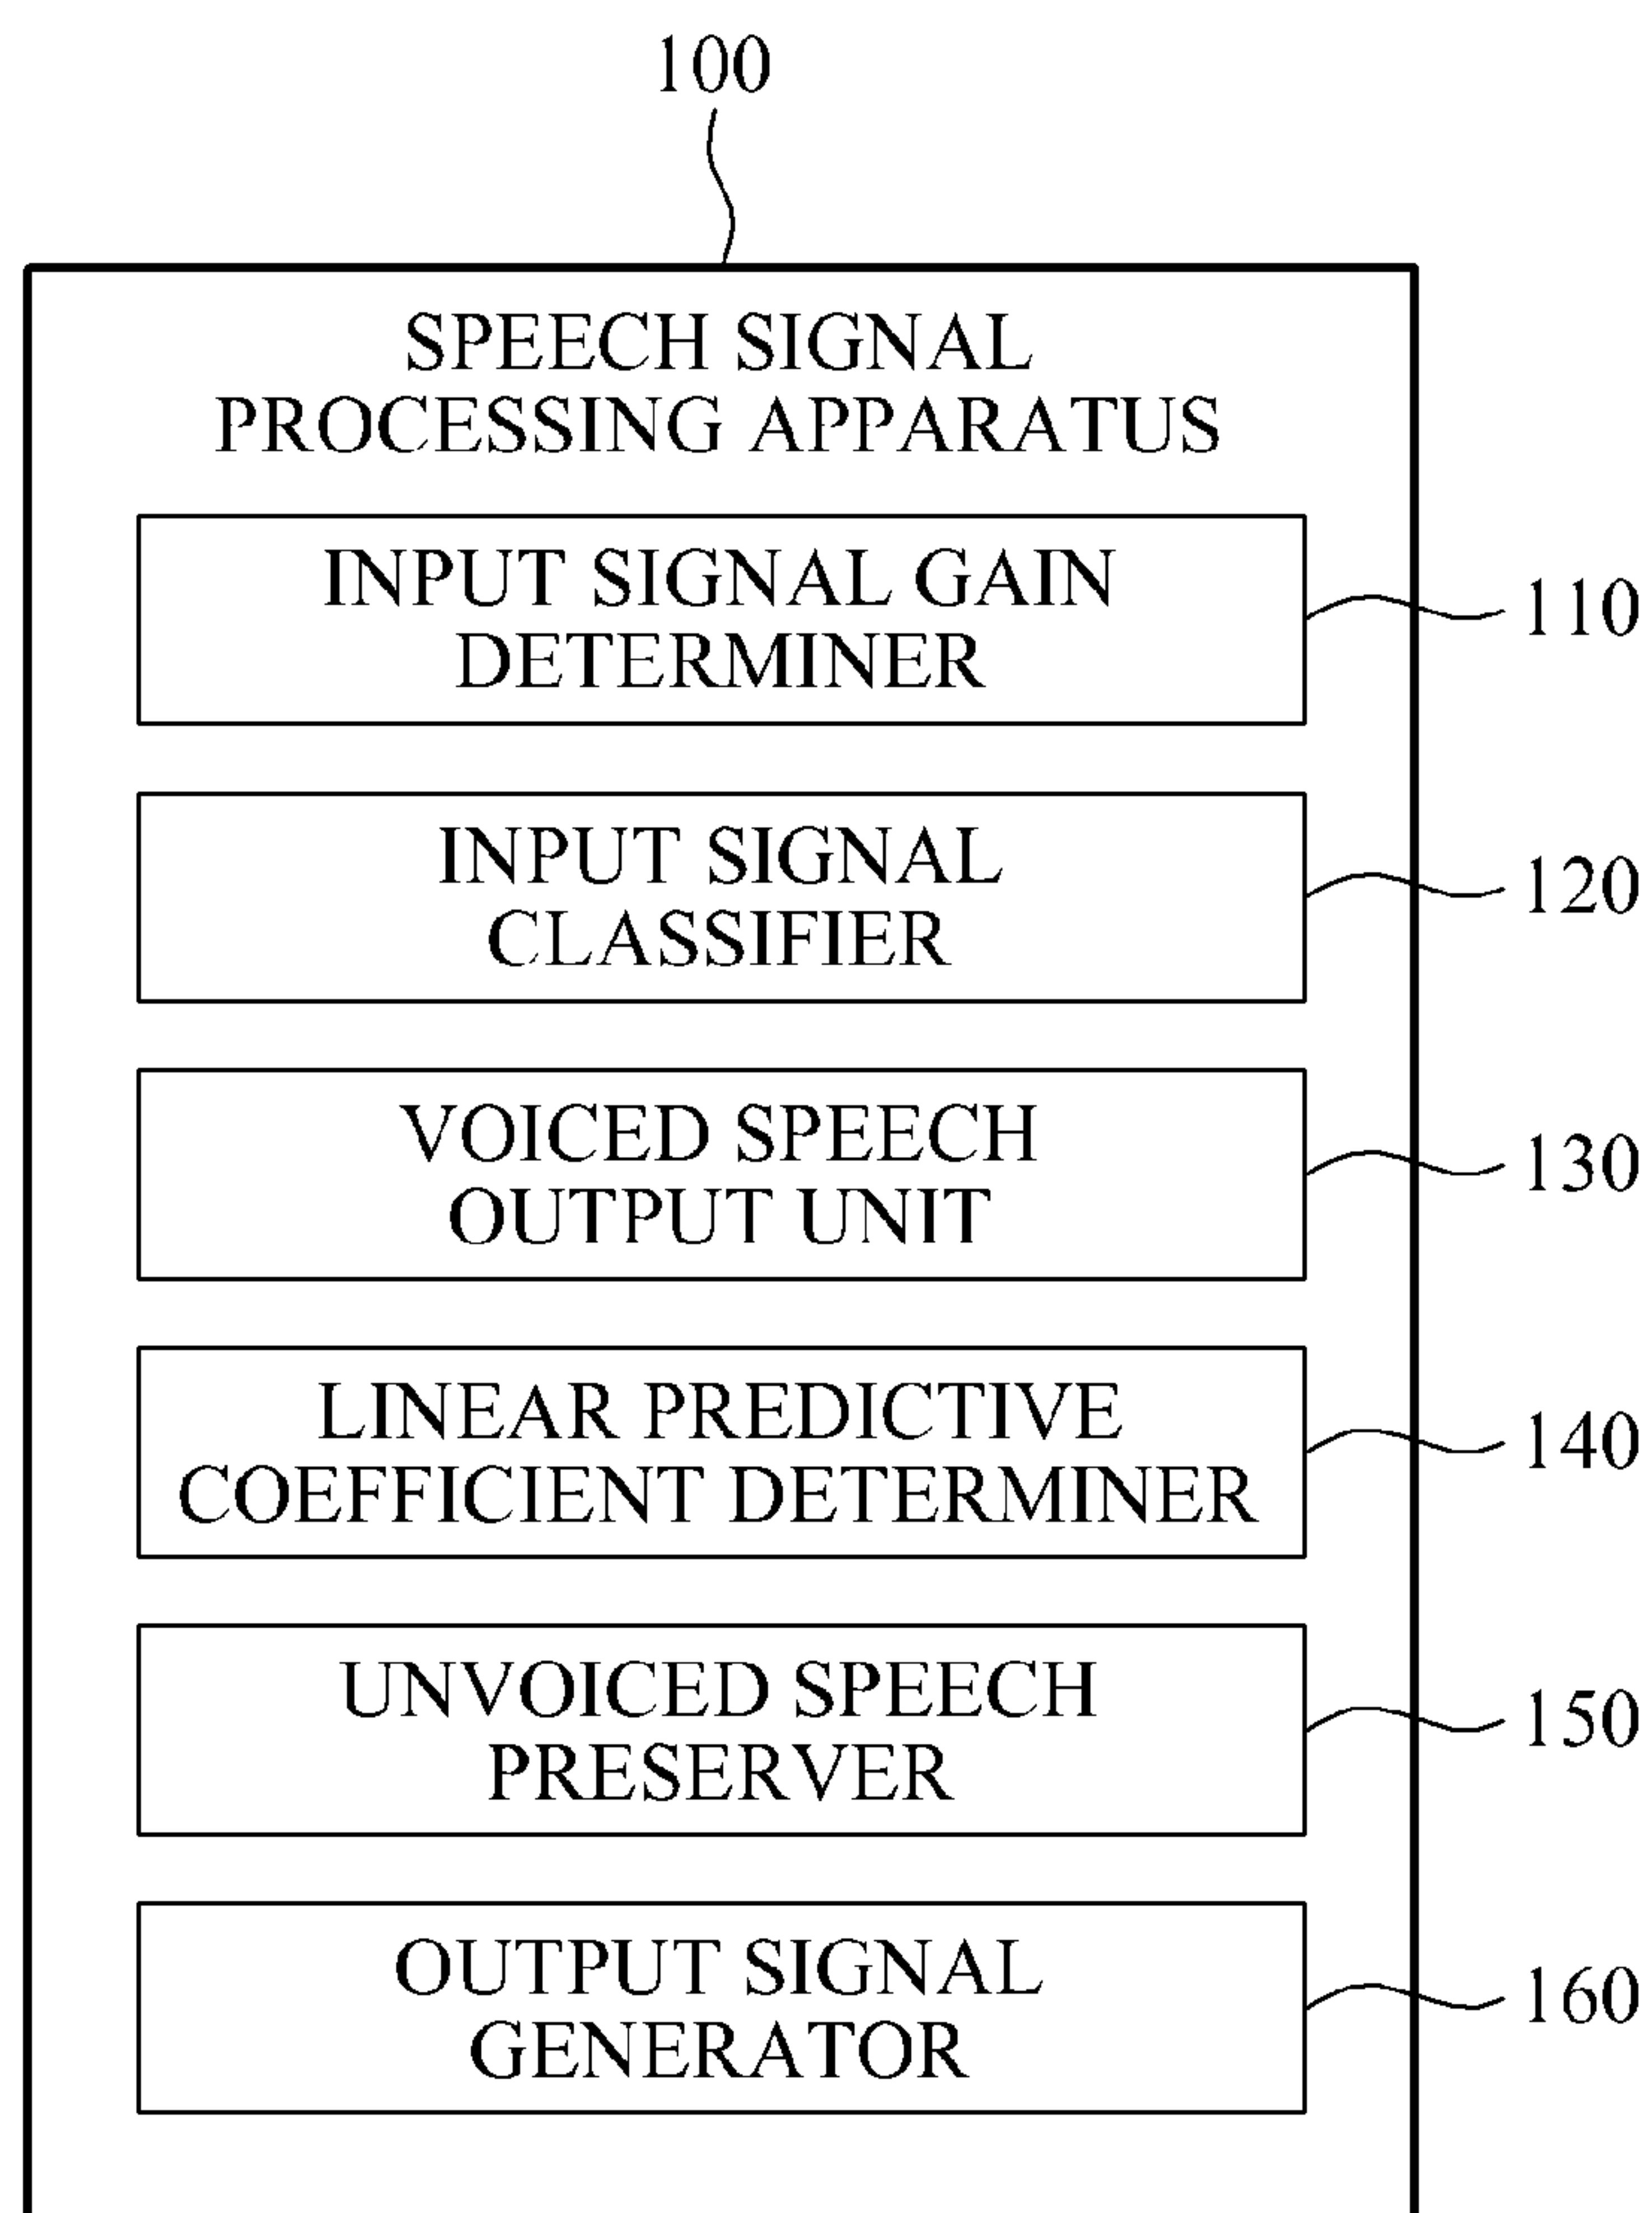 100
SPEECH SIGNAL
PROCESSING APPARATUS
INPUT SIGNAL GAIN
DETERMINER
110
INPUT SIGNAL
CLASSIFIER
120
VOICED SPEECH
OUTPUT UNIT
130
LINEAR PREDICTIVE
COEFFICIENT DETERMINER
140
UNVOICED SPEECH
PRESERVER
150
OUTPUT SIGNAL
GENERATOR
160